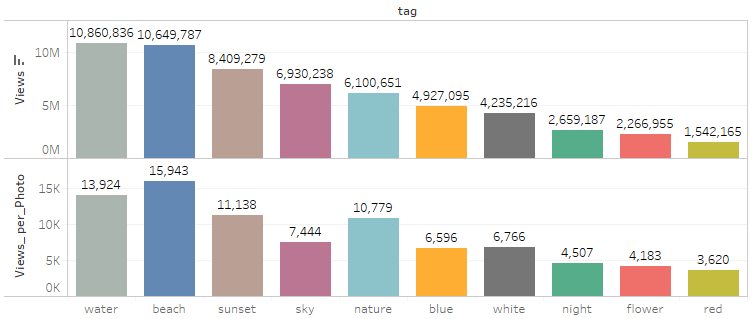 tag
10,860,836 10,649,787 8,409,279 6,930,238 6,100,651 4,927,095 4,235,216 2,659,187 2,266,955 1,542,165
Views
10M
5M
0M
13,924 15,943 11,138 7,444 10,779 6,596 6,766 4,507 4,183 3,620
Views_ per_Photo
15K
10K
5K
0K
water beach sunset sky nature blue white night flower red